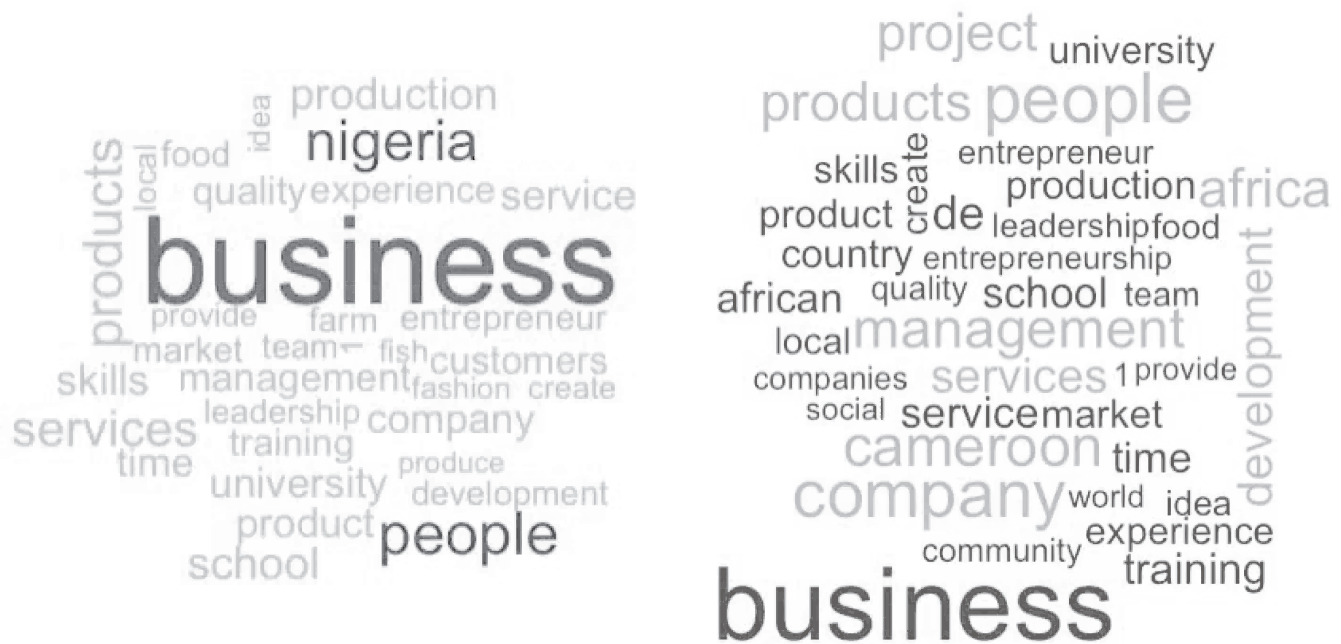 production
idea
nigeria
products
local
food
quality experience service
business
provide farm entrepreneur
market team fish customers
skills management fashion create
services leadership company
training
time
produce
university development
product people
school
project university
products people
create
skills entrepreneur
production africa
product de leadership food
country entrepreneurship
african quality school team
local management
development
companies services 1 provide
social service market
cameroon time
company world idea
experience
community training
business